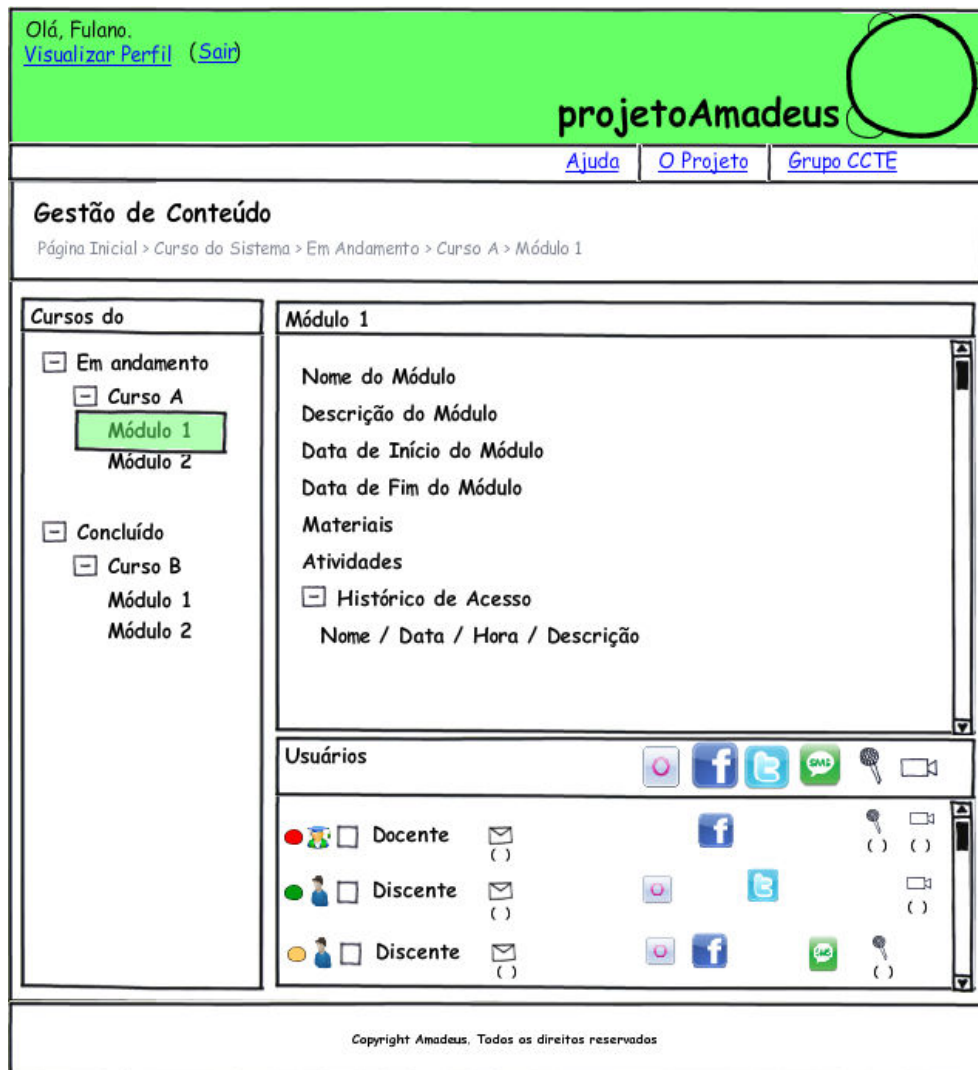 Olá, Fulano.
Visualizar Perfil (Sair)
projetoAmadeus
Ajuda O Projeto Grupo CCTE
Gestão de Conteúdo
Página Inicial > Curso do Sistema > Em Andamento > Curso A > Módulo 1
Cursos do
Em andamento
Curso A
Módulo 1
Módulo 2
Concluído
Curso B
Módulo 1
Módulo 2
Módulo 1
Nome do Módulo
Descrição do Módulo
Data de Início do Módulo
Data de Fim do Módulo
Materiais
Atividades
Histórico de Acesso
Nome / Data / Hora / Descrição
Usuários SMS
Docente
( ) ( ) ( )
Discente
( ) ( )
Discente SMS
( ) ( )
Copyright Amadeus. Todos os direitos reservados